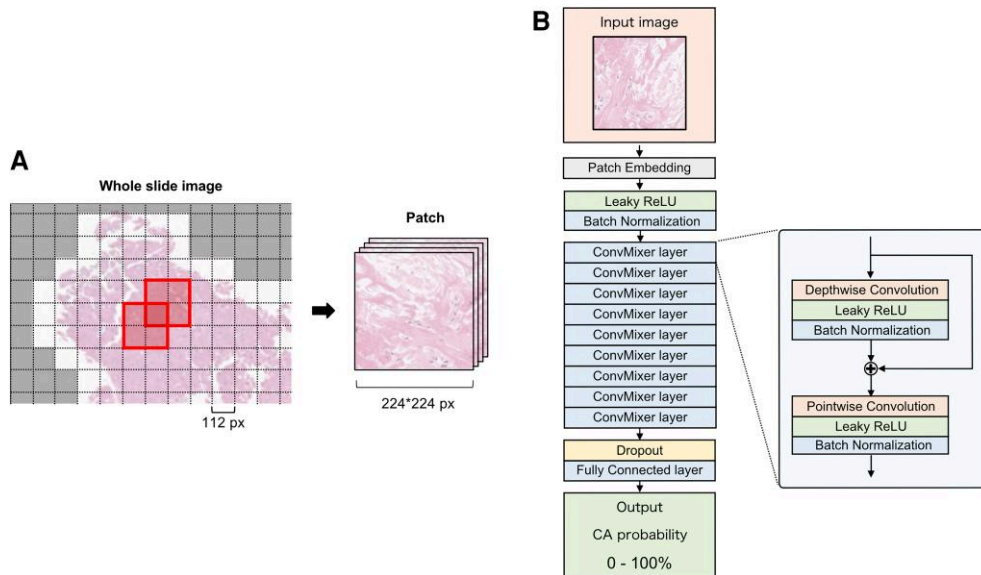 A
Whole slide image
Patch
112 px
224*224 px
B
Input image
Patch Embedding
Leaky ReLU
Batch Normalization
ConvMixer layer
ConvMixer layer
ConvMixer layer
ConvMixer layer
ConvMixer layer
ConvMixer layer
ConvMixer layer
ConvMixer layer
ConvMixer layer
Dropout
Fully Connected layer
Output
CA probability
0 - 100%
Depthwise Convolution
Leaky ReLU
Batch Normalization
Pointwise Convolution
Leaky ReLU
Batch Normalization